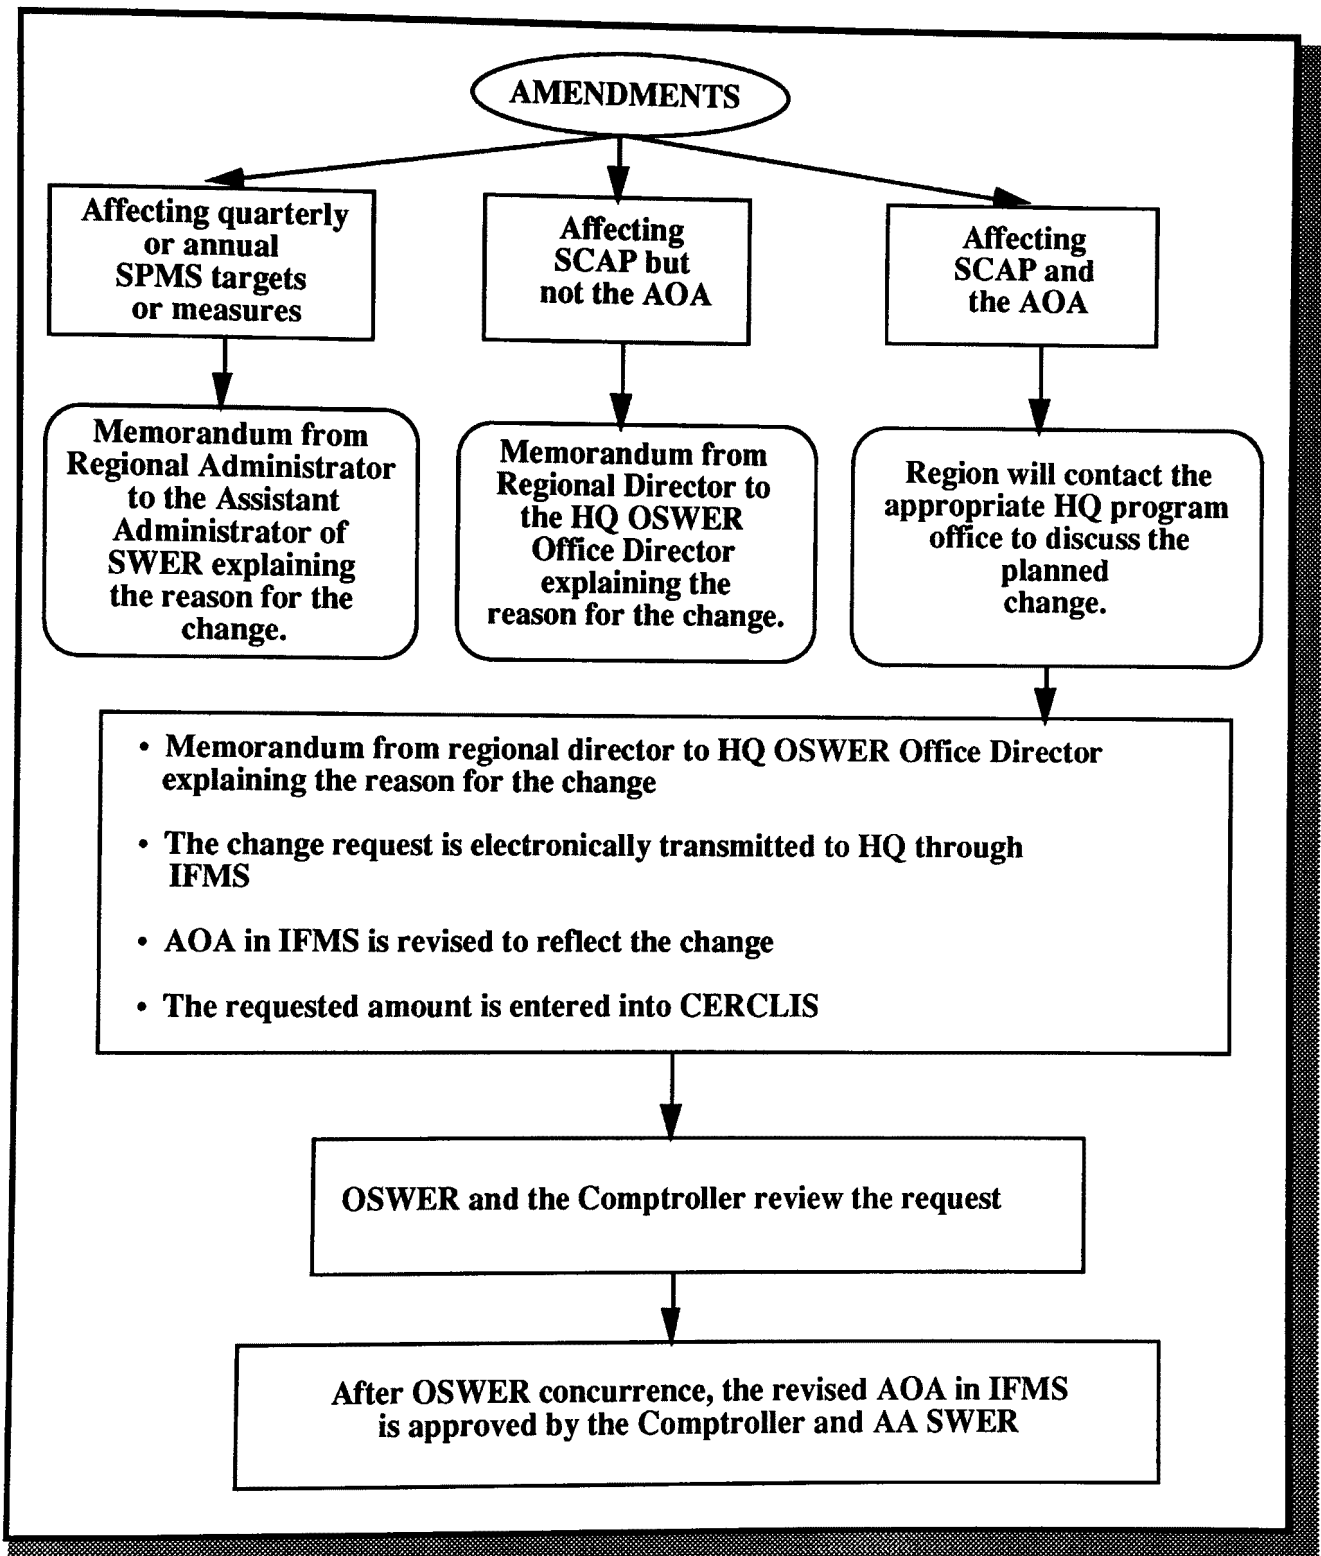 AMENDMENTS
Affecting quarterly
or annual
SPMS targets
or measures
Affecting
SCAP but
not the AOA
Affecting
SCAP and
the AOA
Memorandum from
Regional Administrator
to the Assistant
Administrator of
SWER explaining
the reason for the
change.
Memorandum from
Regional Director to
the HQ OSWER
Office Director
explaining the
reason for the change.
Region will contact the
appropriate HQ program
office to discuss the
planned
change.
• Memorandum from regional director to HQ OSWER Office Director
explaining the reason for the change
• The change request is electronically transmitted to HQ through
IFMS
• AOA in IFMS is revised to reflect the change
• The requested amount is entered into CERCLIS
OSWER and the Comptroller review the request
After OSWER concurrence, the revised AOA in IFMS
is approved by the Comptroller and AA SWER